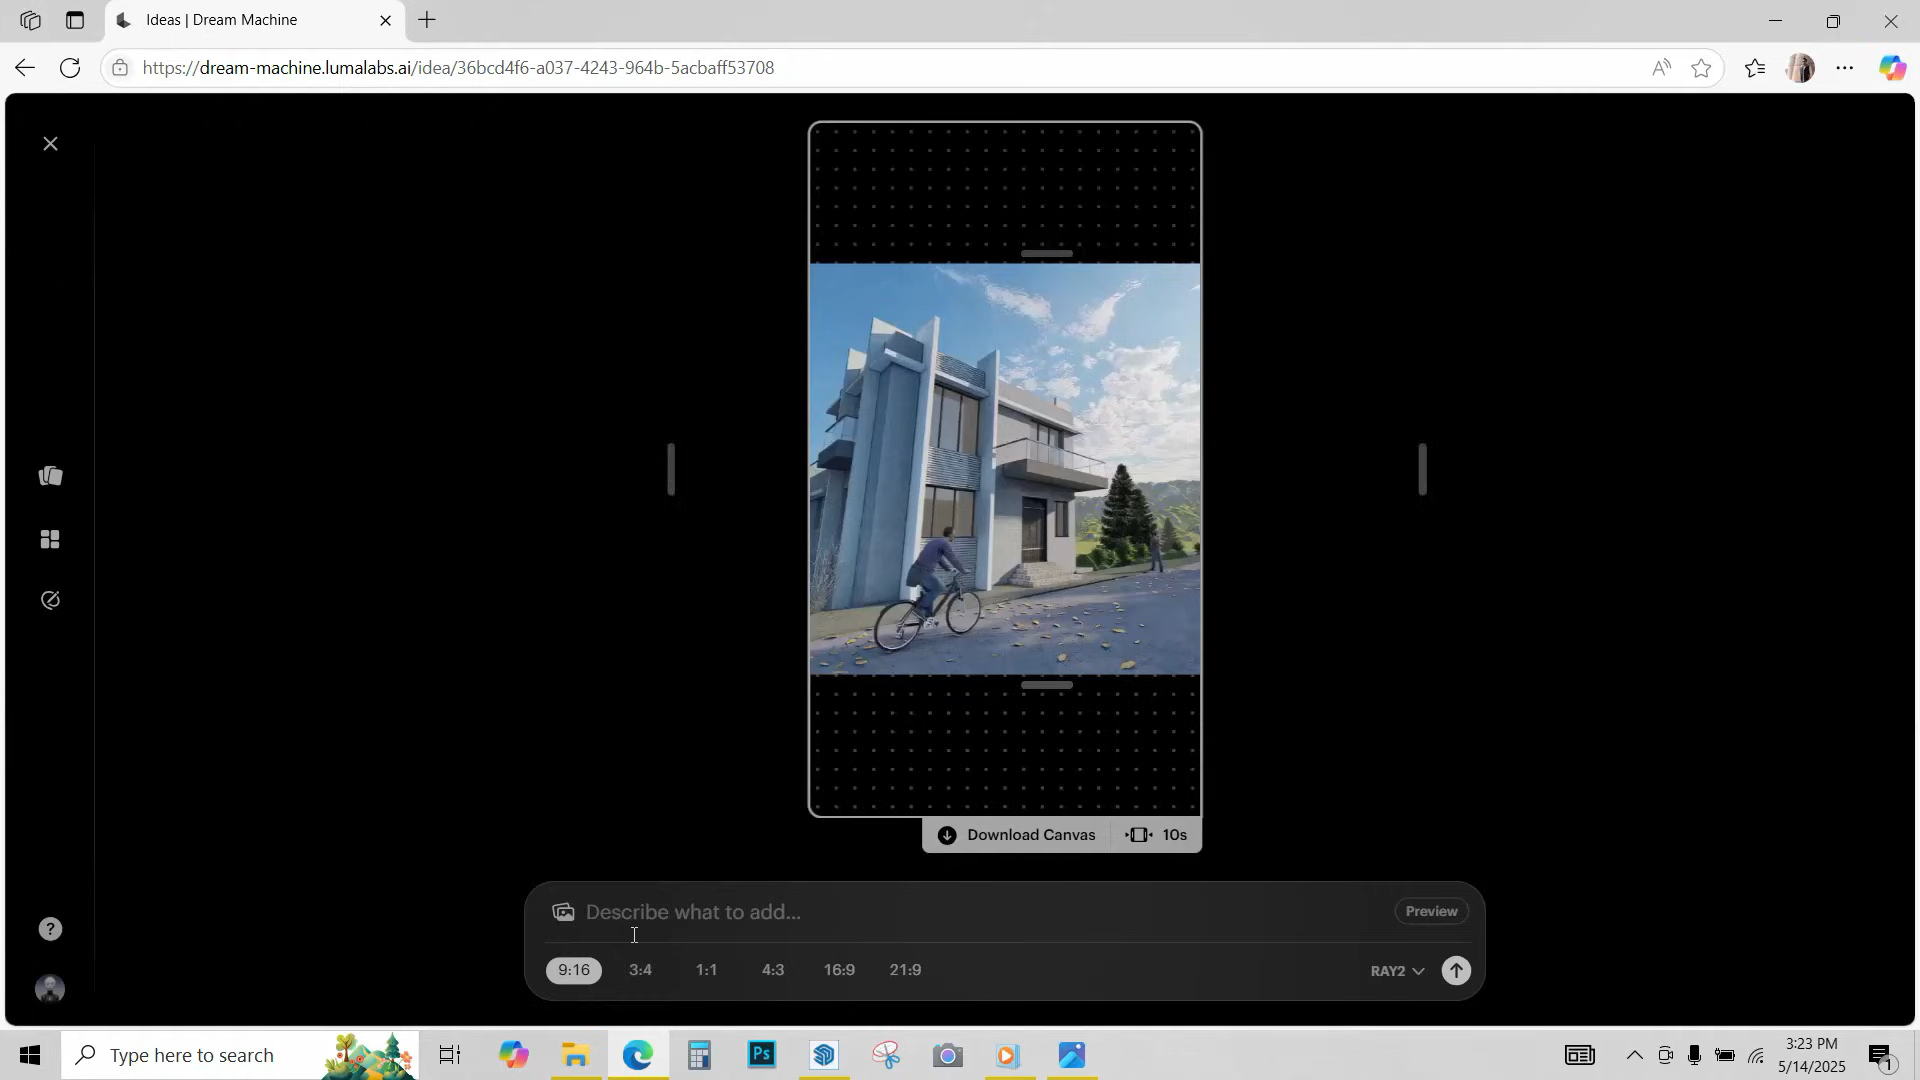 Ideas | Dream Machine
https://dream-machine.lumalabs.ai/idea/36bcd4f6-a037-4243-964b-5acbaff53708
Download Canvas
10s
Describe what to add...
Preview
9:16
3:4
1:1
4:3
16:9
21:9
RAY2
?
Type here to search
Ps
3:23 PM
5/14/2025
1